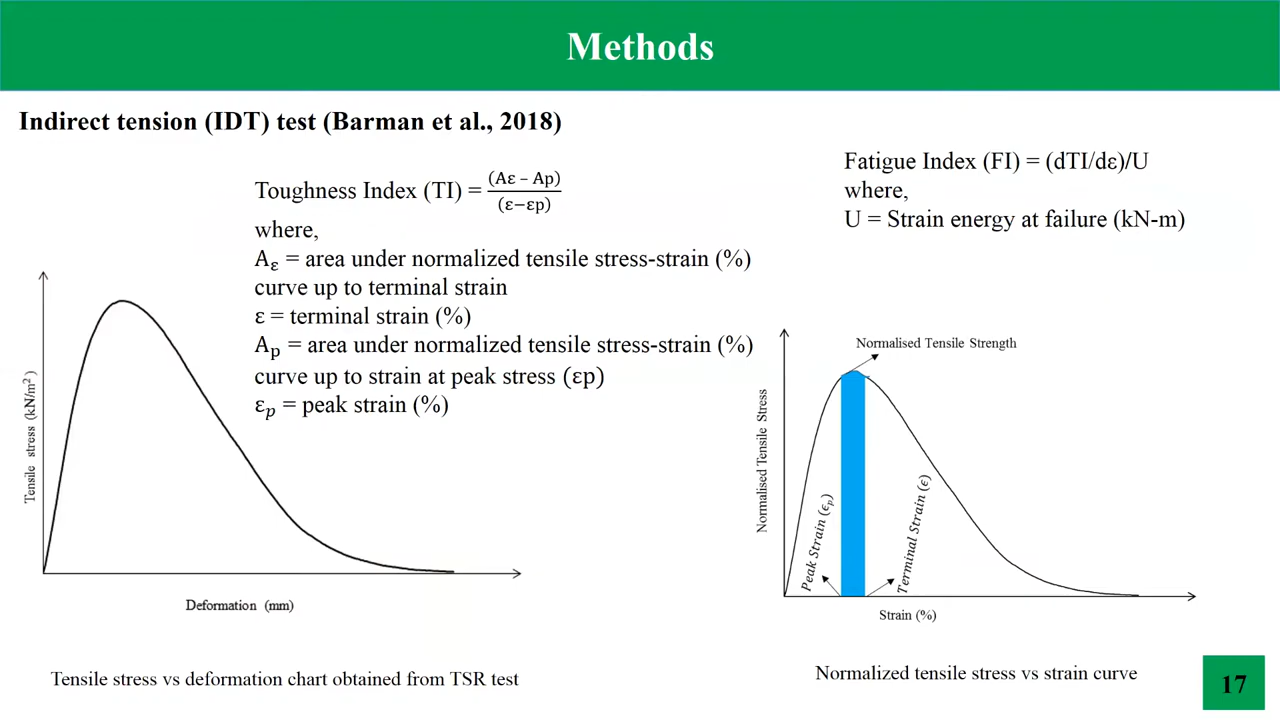 Methods
Indirect tension (IDT) test (Barman et al., 2018)
Toughness Index (TI) = (Aε – Ap)/(ε−εp)
where,
Aε = area under normalized tensile stress-strain (%)
curve up to terminal strain
ε = terminal strain (%)
Ap = area under normalized tensile stress-strain (%)
curve up to strain at peak stress (εp)
εp = peak strain (%)
Fatigue Index (FI) = (dTI/dε)/U
where,
U = Strain energy at failure (kN-m)
Tensile stress (kN/m²)
Deformation (mm)
Tensile stress vs deformation chart obtained from TSR test
Normalised Tensile Strength
Normalised Tensile Stress
Peak Strain (ϵp)
Terminal Strain (ϵ)
Strain (%)
Normalized tensile stress vs strain curve
17